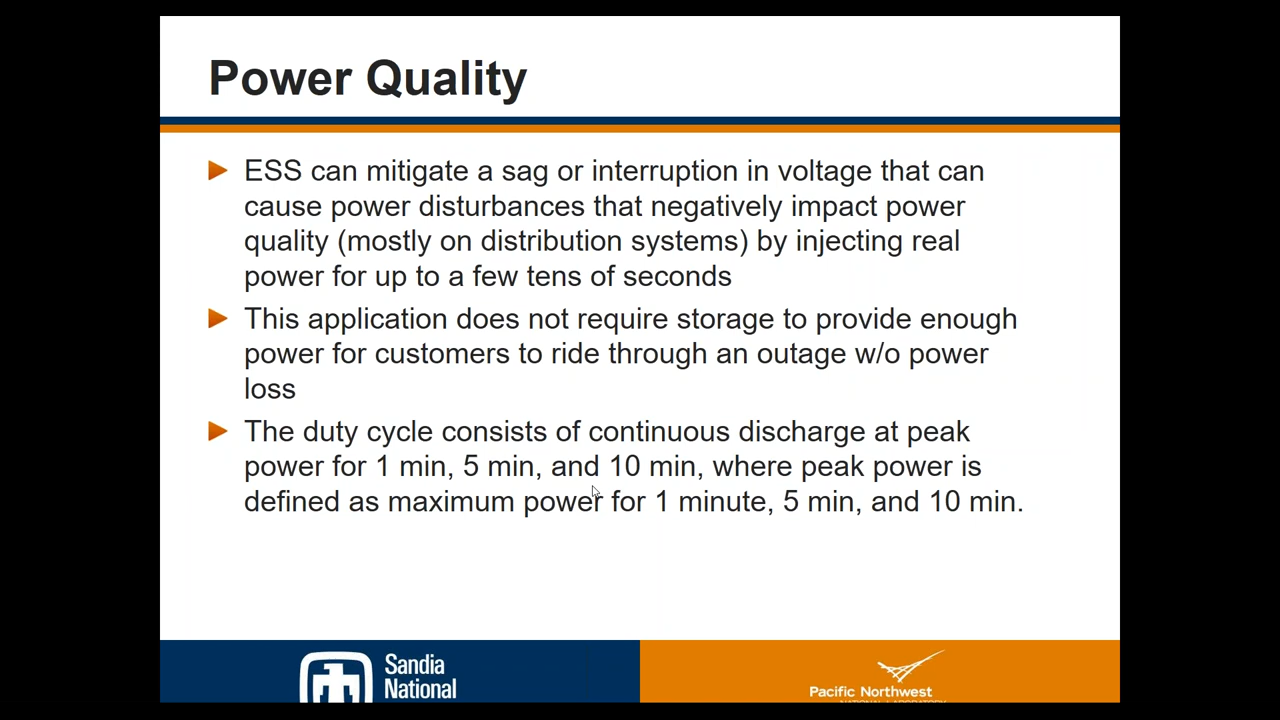 Power Quality
ESS can mitigate a sag or interruption in voltage that can
cause power disturbances that negatively impact power
quality (mostly on distribution systems) by injecting real
power for up to a few tens of seconds
This application does not require storage to provide enough
power for customers to ride through an outage w/o power
loss
The duty cycle consists of continuous discharge at peak
power for 1 min, 5 min, and 10 min, where peak power is
defined as maximum power for 1 minute, 5 min, and 10 min.
Sandia
National
Pacific Northwest